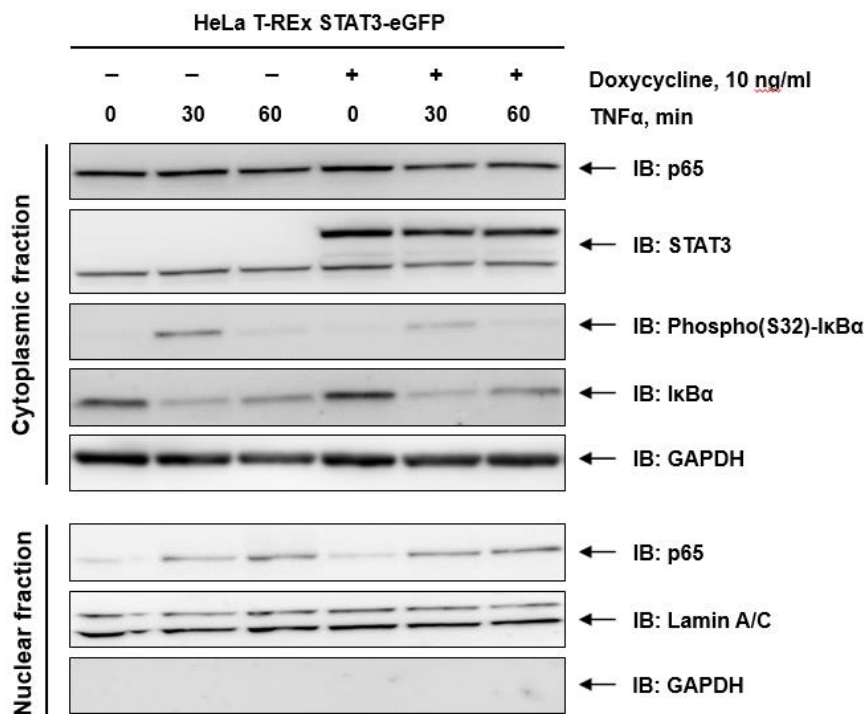 HeLa T-REx STAT3-eGFP
− − − + + + Doxycycline, 10 ng/ml
0 30 60 0 30 60 TNFα, min
Cytoplasmic fraction
IB: p65
IB: STAT3
IB: Phospho(S32)-IκBα
IB: IκBα
IB: GAPDH
Nuclear fraction
IB: p65
IB: Lamin A/C
IB: GAPDH